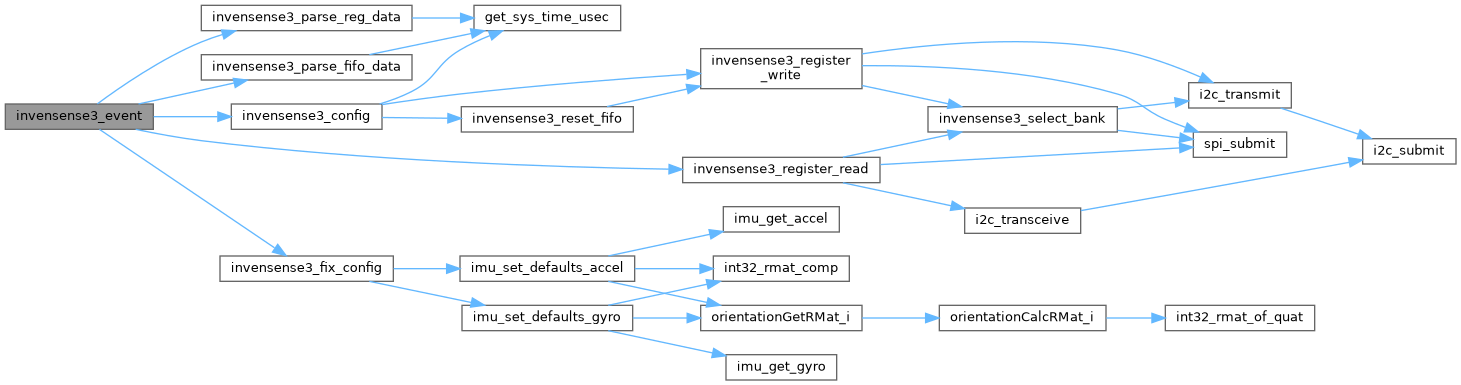 invensense3_parse_reg_data
get_sys_time_usec
invensense3_parse_fifo_data
invensense3_register
_write
i2c_transmit
invensense3_event
invensense3_config
invensense3_reset_fifo
invensense3_select_bank
spi_submit
i2c_submit
invensense3_register_read
i2c_transceive
imu_get_accel
invensense3_fix_config
imu_set_defaults_accel
int32_rmat_comp
imu_set_defaults_gyro
orientationGetRMat_i
orientationCalcRMat_i
int32_rmat_of_quat
imu_get_gyro